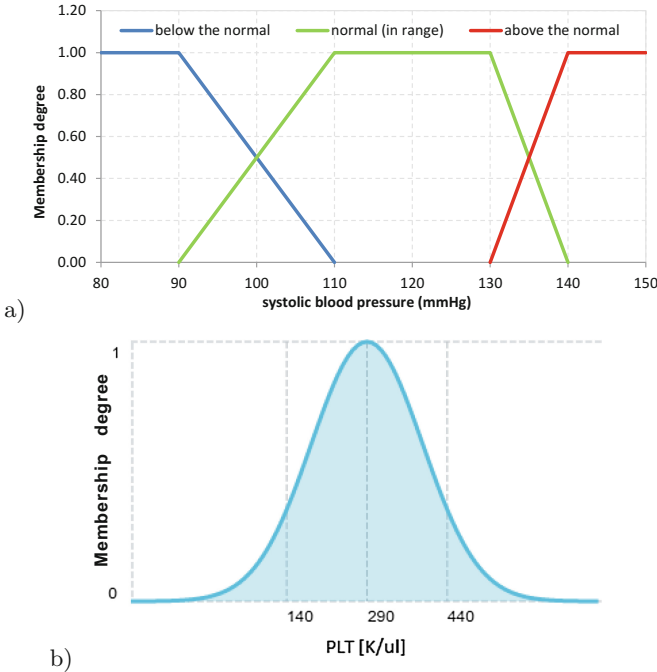 below the normal normal (in range) above the normal
1.00
0.80
0.60
0.40
0.20
0.00
Membership degree
80 90 100 110 120 130 140 150
systolic blood pressure (mmHg)
a)
1
Membership degree
0
140 290 440
PLT [K/ul]
b)